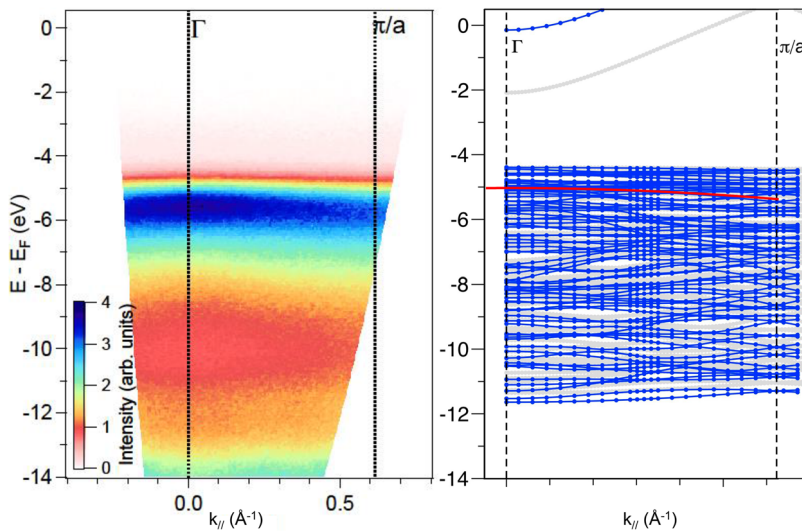 0
-2
-4
-6
-8
-10
-12
-14
E - E_F (eV)
Γ
π/a
4
3
2
1
0
Intensity (arb. units)
0.0
0.5
k_// (Å⁻¹)
0
-2
-4
-6
-8
-10
-12
-14
Γ
π/a
k_// (Å⁻¹)